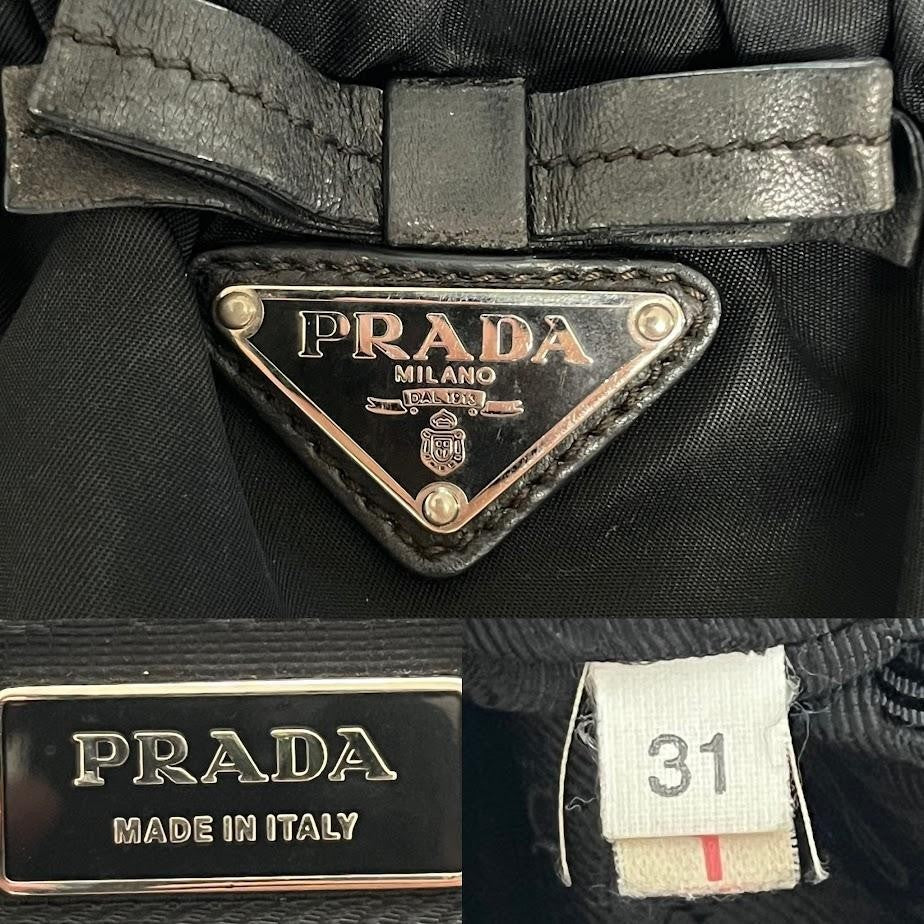 PRADA
MILANO
DAL 1913
PRADA
MADE IN ITALY
31